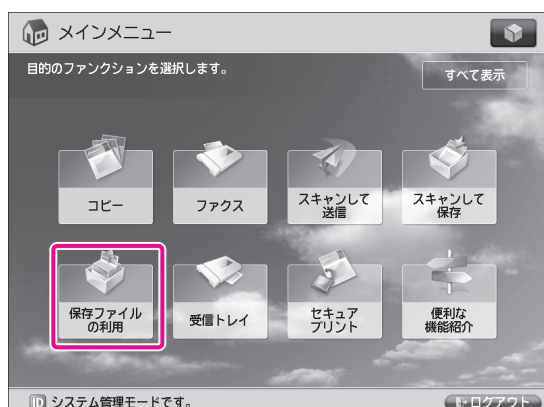 メインメニュー
目的のファンクションを選択します。
すべて表示
コピー
ファクス
スキャンして
送信
スキャンして
保存
保存ファイル
の利用
受信トレイ
セキュア
プリント
便利な
機能紹介
ID システム管理モードです。
ログアウト